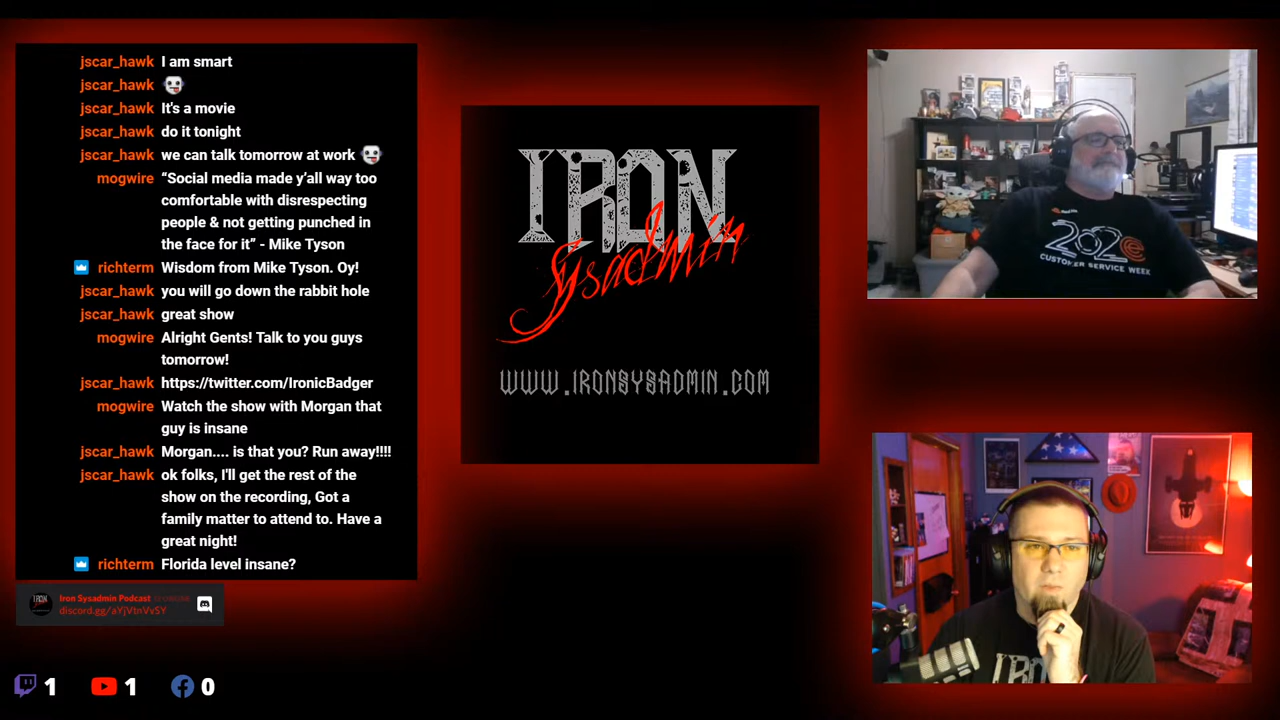 jscar_hawk I am smart
jscar_hawk
jscar_hawk It's a movie
jscar_hawk do it tonight
jscar_hawk we can talk tomorrow at work
mogwire “Social media made y’all way too
comfortable with disrespecting
people & not getting punched in
the face for it” - Mike Tyson
richterm Wisdom from Mike Tyson. Oy!
jscar_hawk you will go down the rabbit hole
jscar_hawk great show
mogwire Alright Gents! Talk to you guys
tomorrow!
jscar_hawk https://twitter.com/IronicBadger
mogwire Watch the show with Morgan that
guy is insane
jscar_hawk Morgan.... is that you? Run away!!!!
jscar_hawk ok folks, I'll get the rest of the
show on the recording, Got a
family matter to attend to. Have a
great night!
richterm Florida level insane?
Iron Sysadmin Podcast
discord.gg/aYjVtnVvSY
1
1
0
IRON
Sysadmin
WWW.IRONSYSADMIN.COM
CUSTOMER SERVICE WEEK
IRON